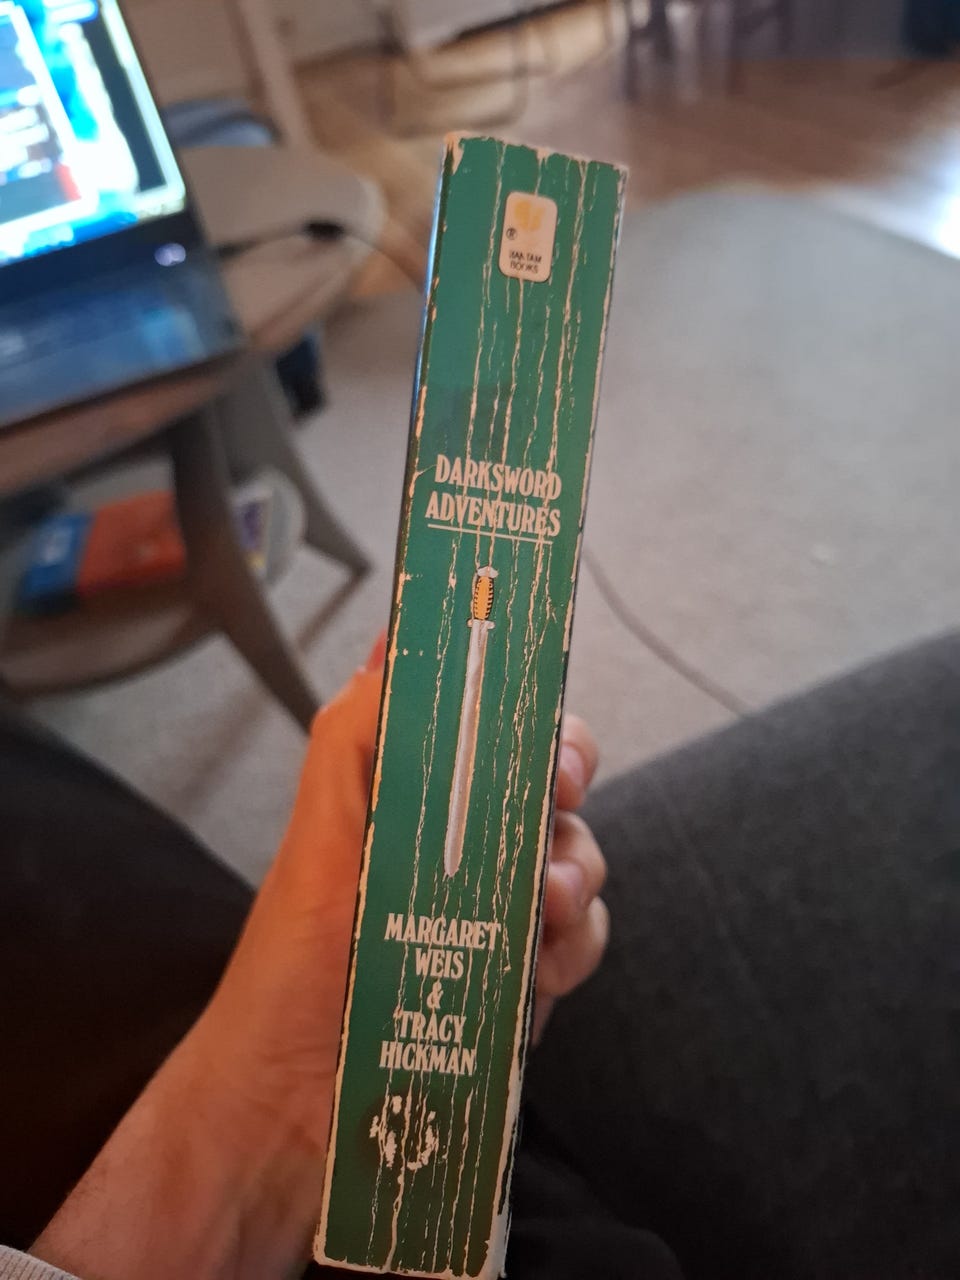 ®
BANTAM
BOOKS
DARKSWORD
ADVENTURES
MARGARET
WEIS
&
TRACY
HICKMAN